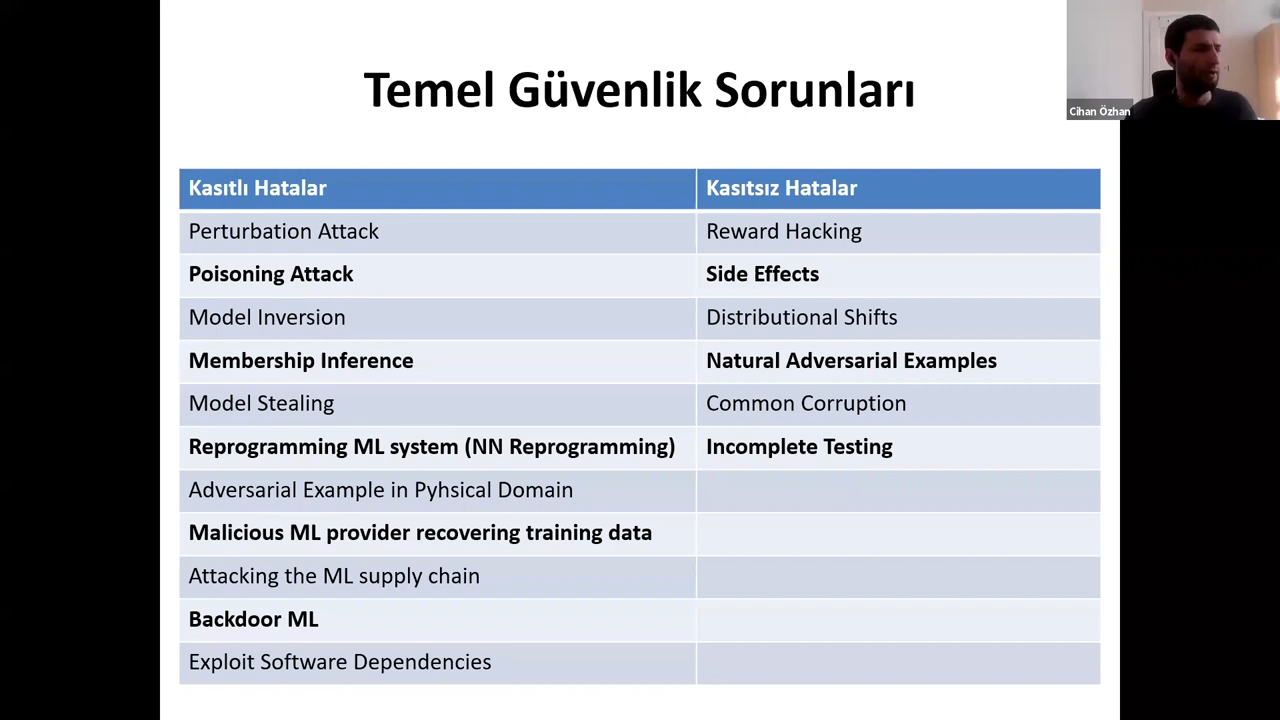 Temel Güvenlik Sorunları
Cihan Özhan
Kasıtlı Hatalar Kasıtsız Hatalar
Perturbation Attack Reward Hacking
Poisoning Attack Side Effects
Model Inversion Distributional Shifts
Membership Inference Natural Adversarial Examples
Model Stealing Common Corruption
Reprogramming ML system (NN Reprogramming) Incomplete Testing
Adversarial Example in Pyhsical Domain
Malicious ML provider recovering training data
Attacking the ML supply chain
Backdoor ML
Exploit Software Dependencies